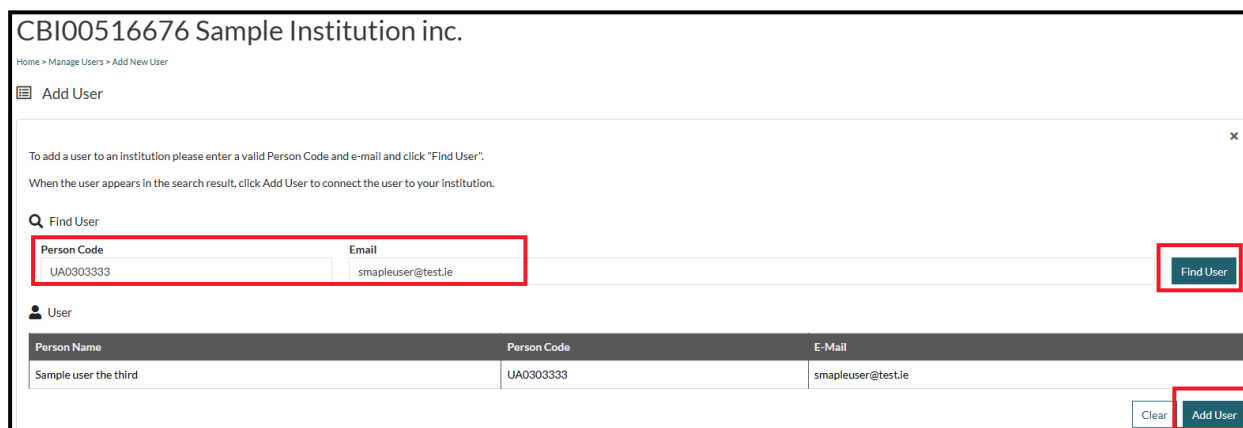 CBI00516676 Sample Institution inc.
Home > Manage Users > Add New User
Add User
×
To add a user to an institution please enter a valid Person Code and e-mail and click "Find User".
When the user appears in the search result, click Add User to connect the user to your institution.
Find User
Person Code Email
UA0303333 smapleuser@test.ie Find User
User
Person Name Person Code E-Mail
Sample user the third UA0303333 smapleuser@test.ie
Clear Add User